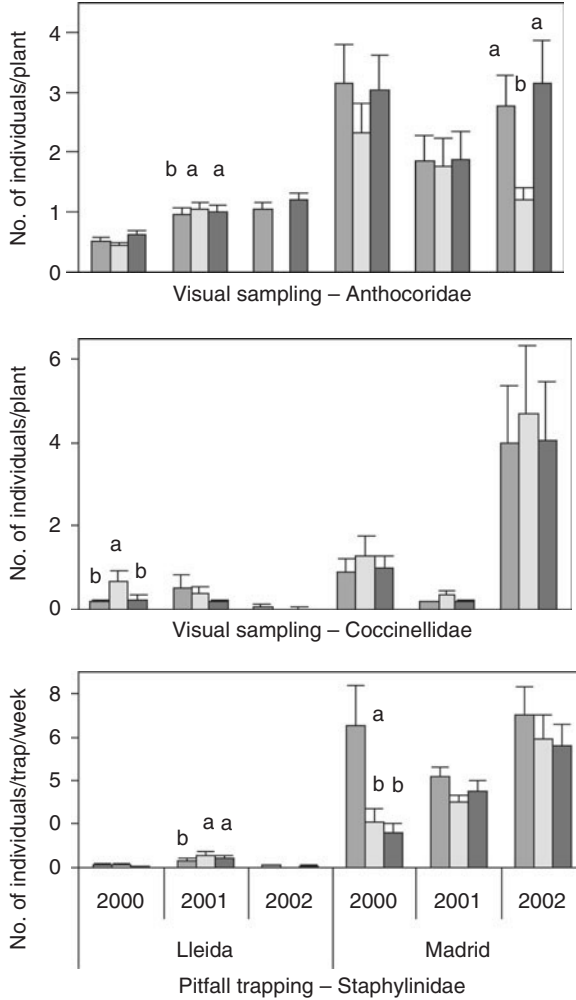 No. of individuals/plant
4
3
2
1
0
b a a
a
b
a
Visual sampling – Anthocoridae
No. of individuals/plant
6
4
2
0
b
a
b
Visual sampling – Coccinellidae
No. of individuals/trap/week
8
6
5
0
0
b
a a
a
b b
2000 2001 2002 2000 2001 2002
Lleida Madrid
Pitfall trapping – Staphylinidae